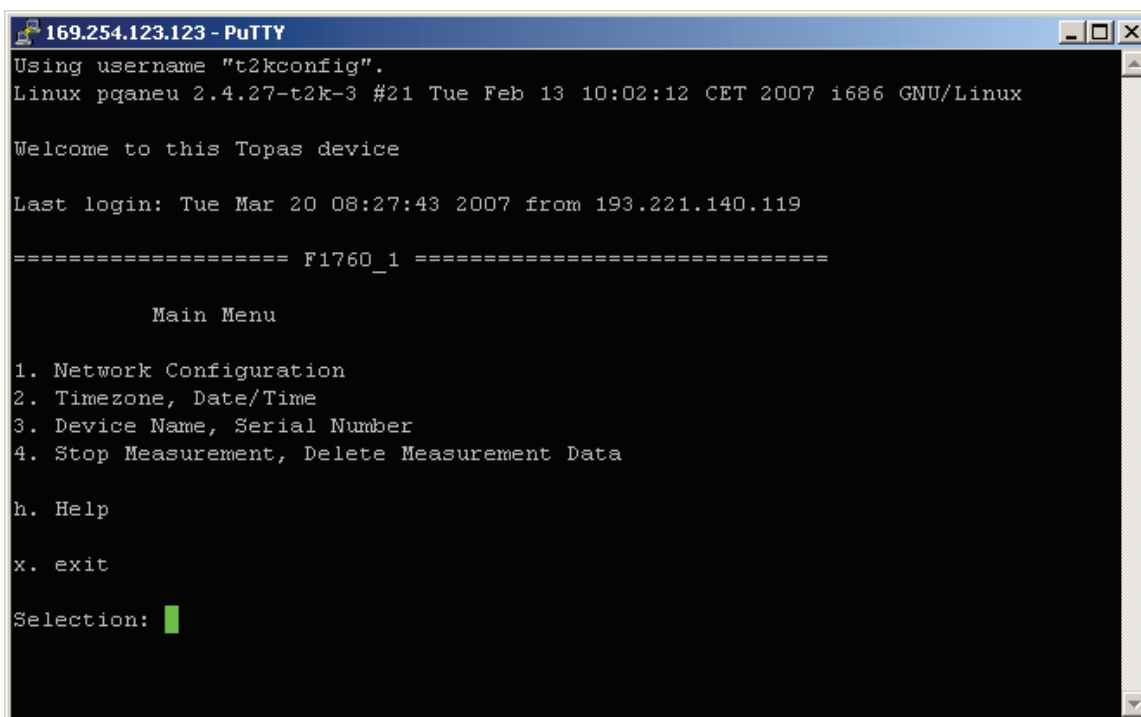 169.254.123.123 - PuTTY
Using username "t2kconfig".
Linux pqaneu 2.4.27-t2k-3 #21 Tue Feb 13 10:02:12 CET 2007 i686 GNU/Linux
Welcome to this Topas device
Last login: Tue Mar 20 08:27:43 2007 from 193.221.140.119
==================== F1760_1 ==============================
Main Menu
1. Network Configuration
2. Timezone, Date/Time
3. Device Name, Serial Number
4. Stop Measurement, Delete Measurement Data
h. Help
x. exit
Selection: